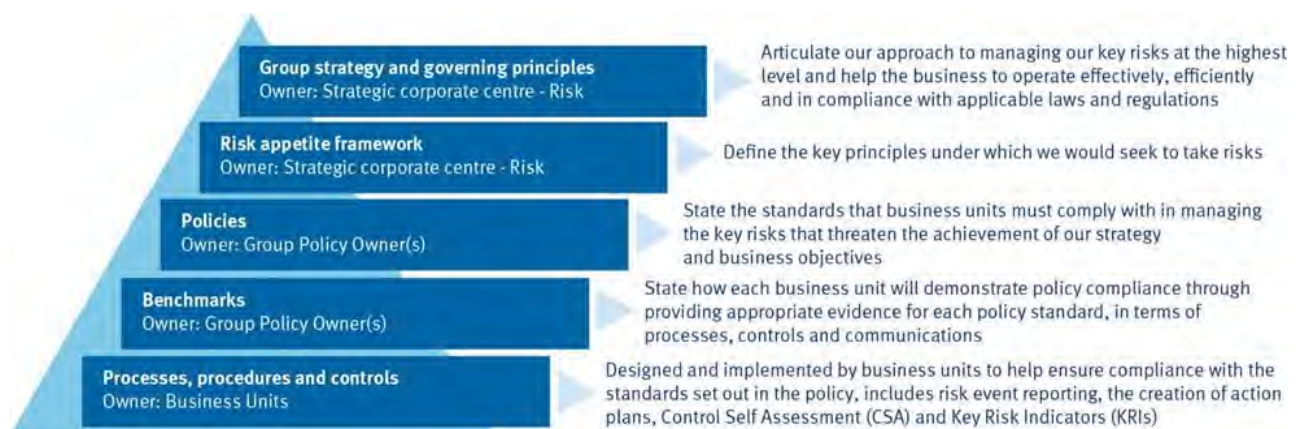 Group strategy and governing principles
Owner: Strategic corporate centre - Risk
Articulate our approach to managing our key risks at the highest
level and help the business to operate effectively, efficiently
and in compliance with applicable laws and regulations
Risk appetite framework
Owner: Strategic corporate centre - Risk
Define the key principles under which we would seek to take risks
Policies
Owner: Group Policy Owner(s)
State the standards that business units must comply with in managing
the key risks that threaten the achievement of our strategy
and business objectives
Benchmarks
Owner: Group Policy Owner(s)
State how each business unit will demonstrate policy compliance through
providing appropriate evidence for each policy standard, in terms of
processes, controls and communications
Processes, procedures and controls
Owner: Business Units
Designed and implemented by business units to help ensure compliance with the
standards set out in the policy, includes risk event reporting, the creation of action
plans, Control Self Assessment (CSA) and Key Risk Indicators (KRIs)